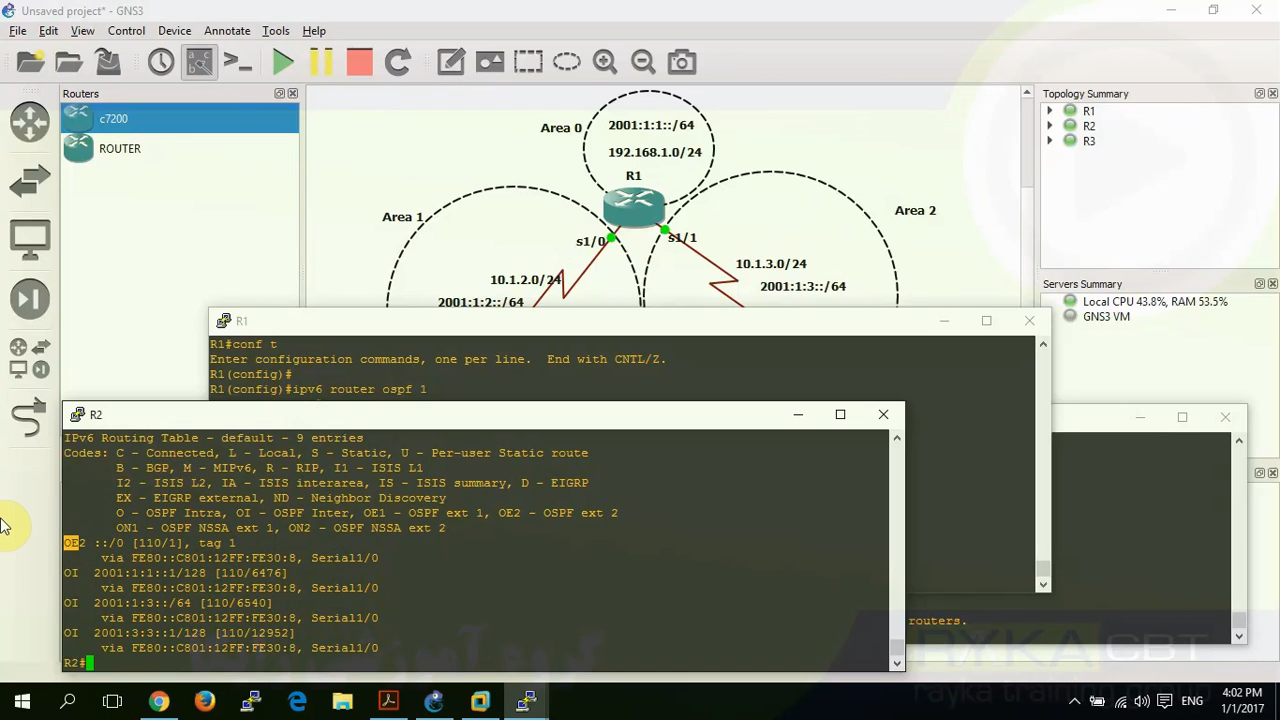 Unsaved project* - GNS3
File Edit View Control Device Annotate Tools Help
Routers
c7200
ROUTER
Area 0
2001:1:1::/64
192.168.1.0/24
R1
Area 1
Area 2
s1/0
s1/1
10.1.2.0/24
2001:1:2::/64
10.1.3.0/24
2001:1:3::/64
Topology Summary
R1
R2
R3
Servers Summary
Local CPU 43.8%, RAM 53.5%
GNS3 VM
R1
R1#conf t
Enter configuration commands, one per line.  End with CNTL/Z.
R1(config)#
R1(config)#ipv6 router ospf 1
R2
IPv6 Routing Table - default - 9 entries
Codes: C - Connected, L - Local, S - Static, U - Per-user Static route
B - BGP, M - MIPv6, R - RIP, I1 - ISIS L1
I2 - ISIS L2, IA - ISIS interarea, IS - ISIS summary, D - EIGRP
EX - EIGRP external, ND - Neighbor Discovery
O - OSPF Intra, OI - OSPF Inter, OE1 - OSPF ext 1, OE2 - OSPF ext 2
ON1 - OSPF NSSA ext 1, ON2 - OSPF NSSA ext 2
OE2 ::/0 [110/1], tag 1
via FE80::C801:12FF:FE30:8, Serial1/0
OI  2001:1:1::1/128 [110/6476]
via FE80::C801:12FF:FE30:8, Serial1/0
OI  2001:1:3::/64 [110/6540]
via FE80::C801:12FF:FE30:8, Serial1/0
OI  2001:3:3::1/128 [110/12952]
via FE80::C801:12FF:FE30:8, Serial1/0
R2#
routers.
RAYKA CBT
rayka training
ENG
4:02 PM
1/1/2017